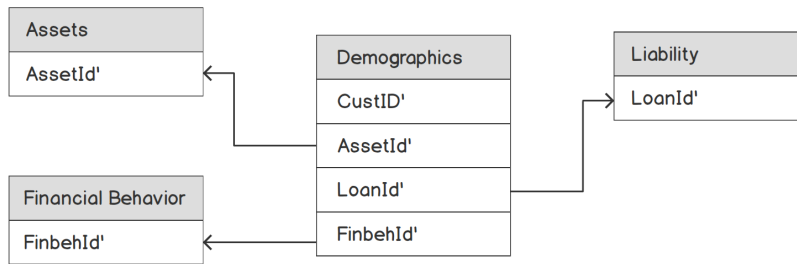 Assets
AssetId'
Financial Behavior
FinbehId'
Demographics
CustID'
AssetId'
LoanId'
FinbehId'
Liability
LoanId'